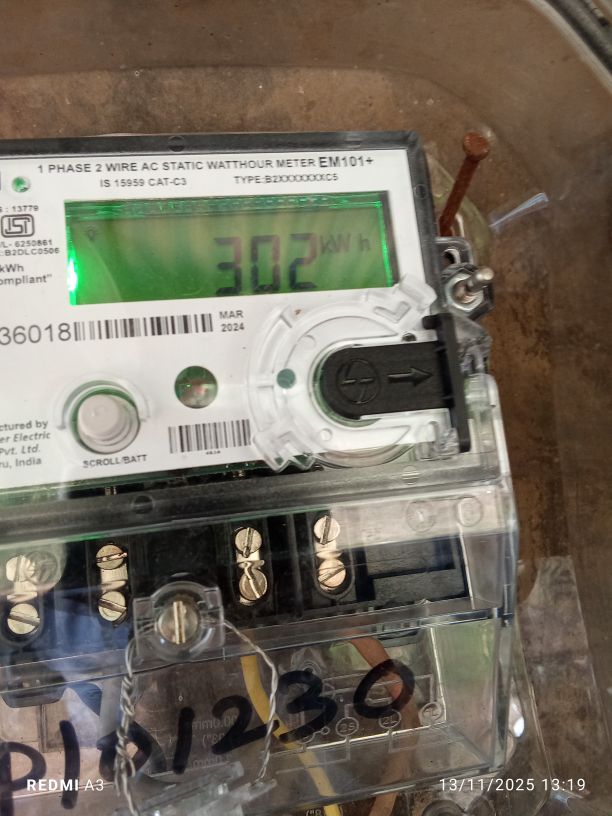 1 PHASE 2 WIRE AC STATIC WATTHOUR METER EM101+
IS 15959 CAT-C3 TYPE:B2XXXXXXXC5
: 13779
L- 6250861
:B2DLC0506
kWh
ompliant"
302 kWh
36018
MAR
2024
ctured by
er Electric
Pvt. Ltd.
ru, India
SCROLL/BATT
P101230
REDMI A3
13/11/2025 13:19